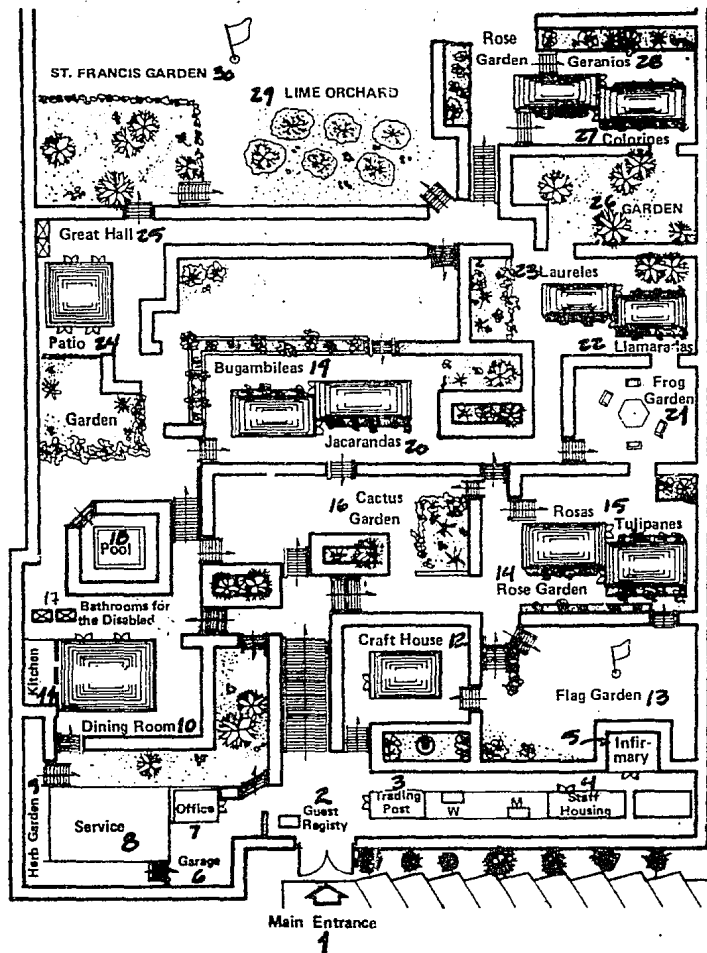 ST. FRANCIS GARDEN 30
29 LIME ORCHARD
Rose
Garden
Geranios 28
27 Coloripes
26
GARDEN
Great Hall 25
23 Laureles
Patio 24
22 Llamaradas
Bugambileas 19
Frog
Garden
21
Garden
Jacarandas 20
16 Cactus
Garden
Rosas 15
Tulipanes
18
Pool
14
Rose Garden
17
Bathrooms for
the Disabled
Craft House 12
Kitchen
11
Flag Garden 13
Dining Room 10
5 Infir-
mary
Herb Garden 9
3
Trading
Post
W
M
4
Staff
Housing
2
Guest
Registry
Office
7
Service
8
Garage
6
Main Entrance
1